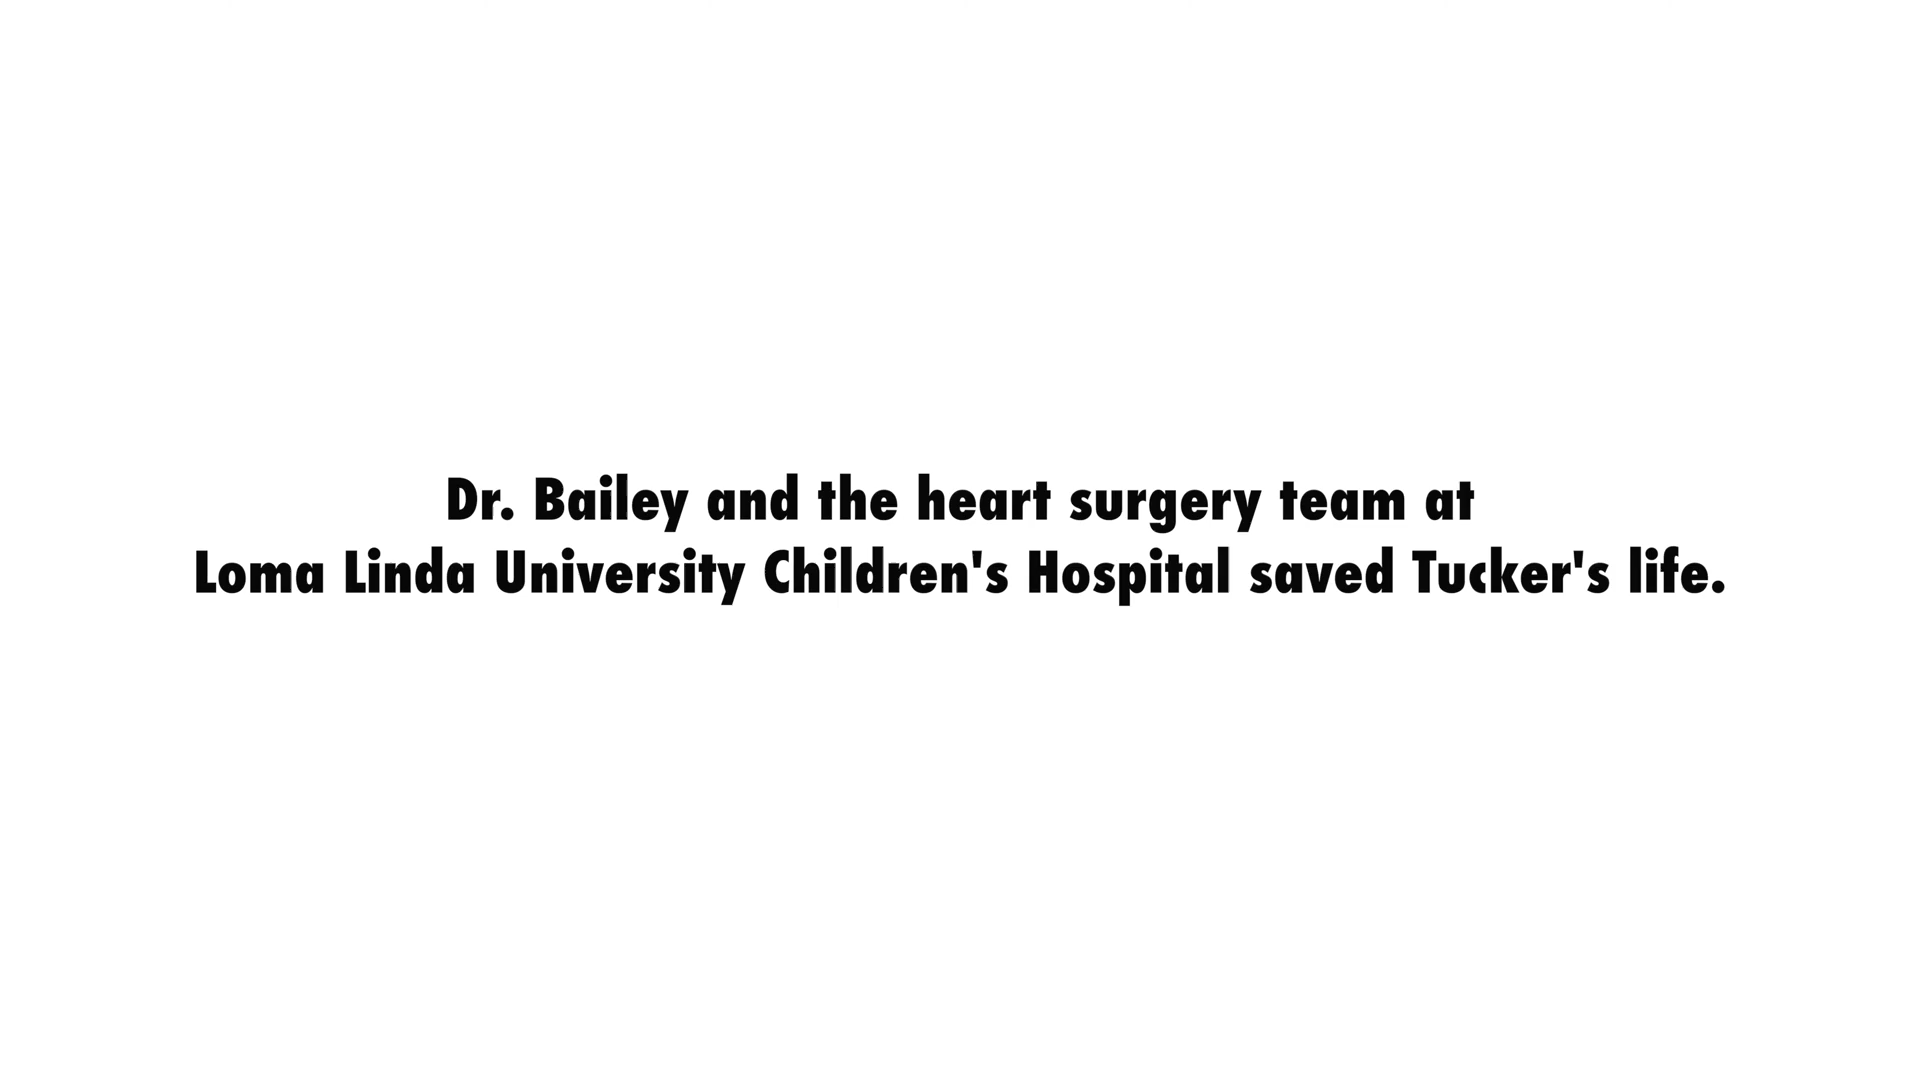 Dr. Bailey and the heart surgery team at
Loma Linda University Children's Hospital saved Tucker's life.